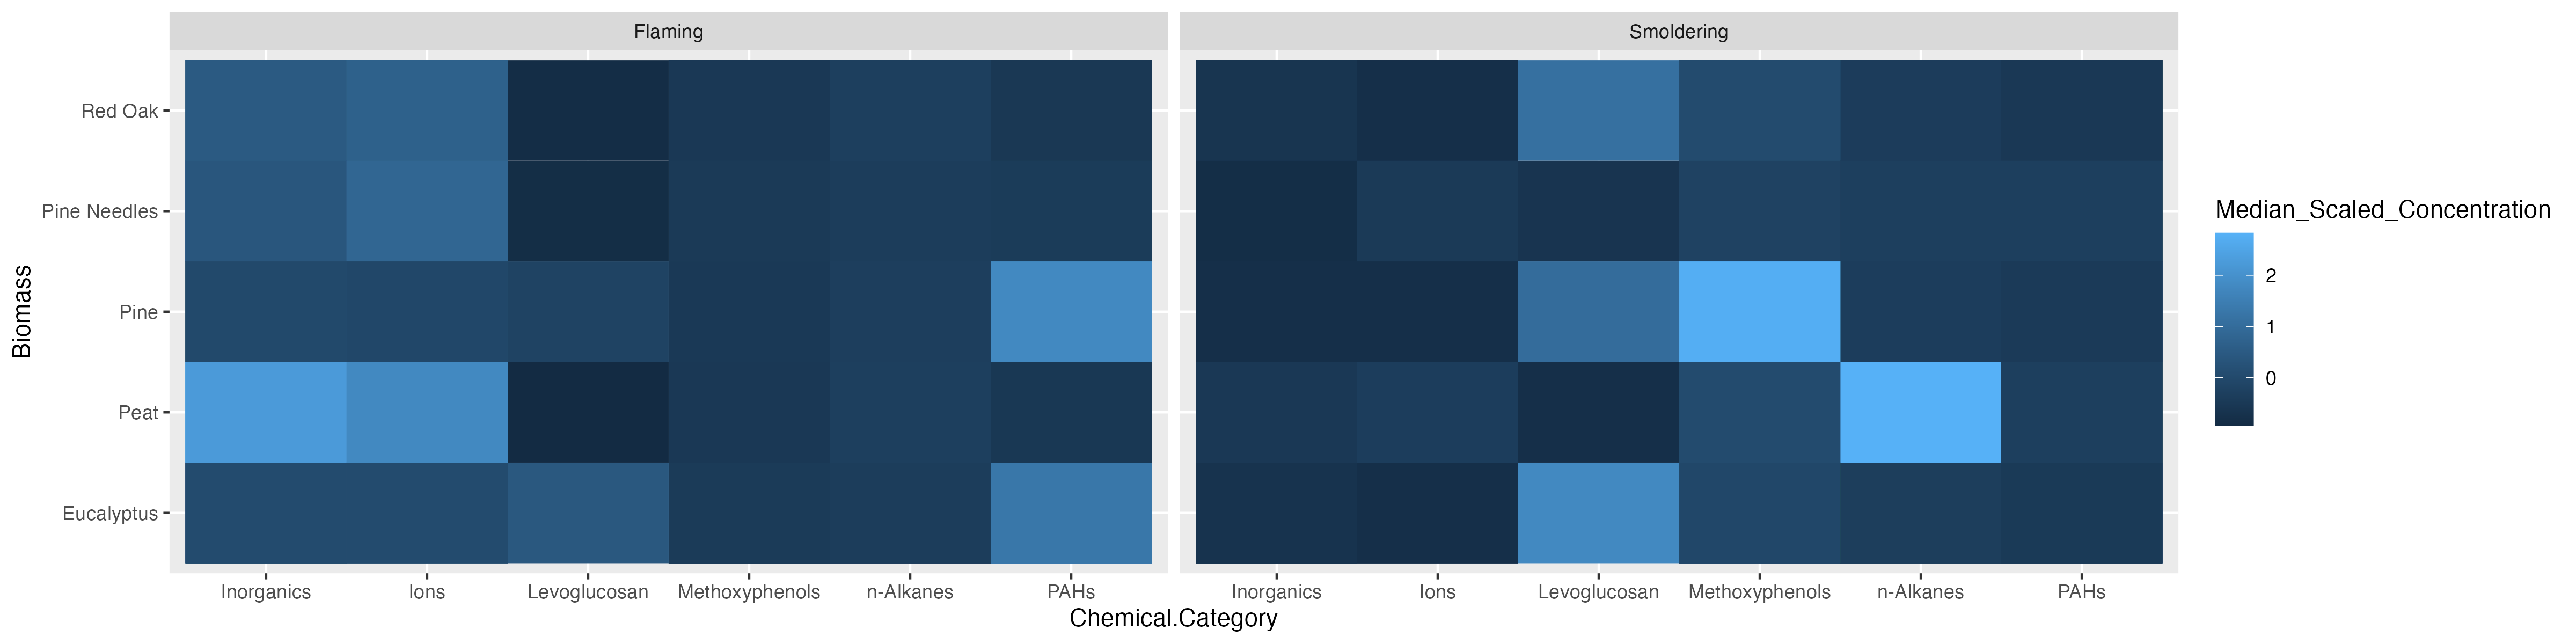 Flaming
Smoldering
Biomass
Red Oak
Pine Needles
Pine
Peat
Eucalyptus
Inorganics Ions Levoglucosan Methoxyphenols n-Alkanes PAHs
Inorganics Ions Levoglucosan Methoxyphenols n-Alkanes PAHs
Chemical.Category
Median_Scaled_Concentration
2
1
0